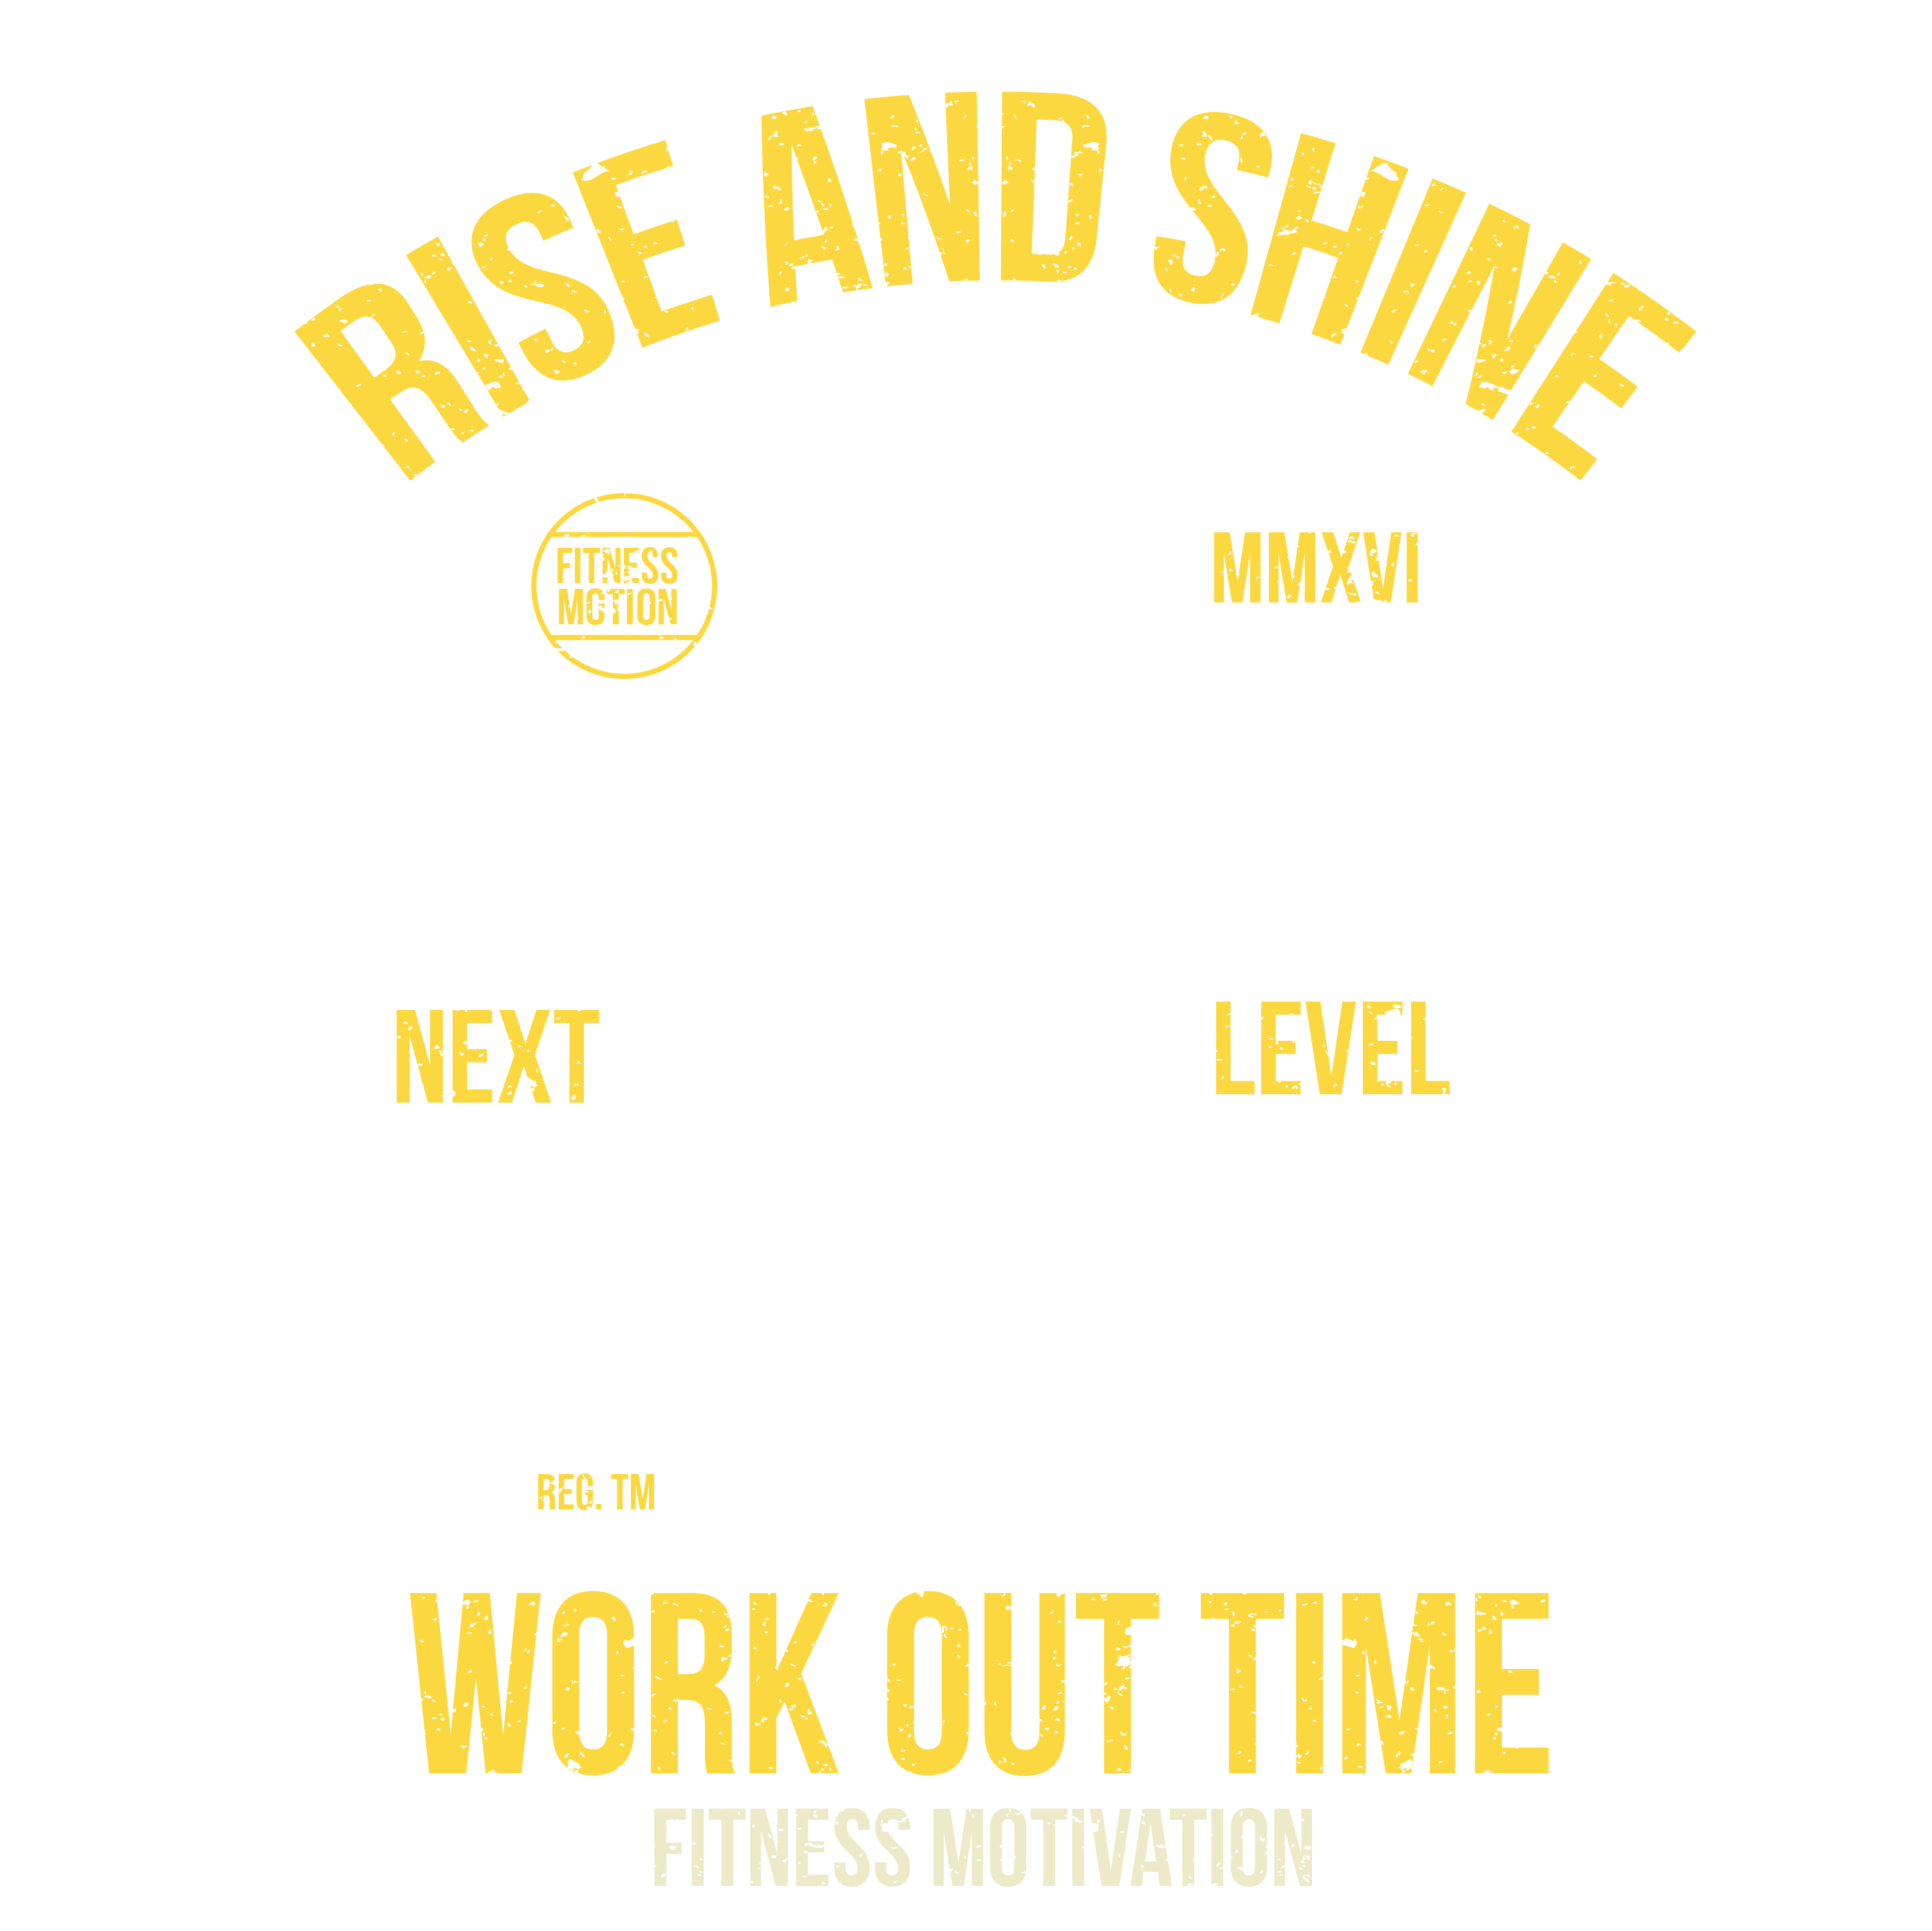 RISE AND SHINE
FITNESS
MOTION
MMXVI
NEXT
LEVEL
REG. TM
WORK OUT TIME
FITNESS MOTIVATION